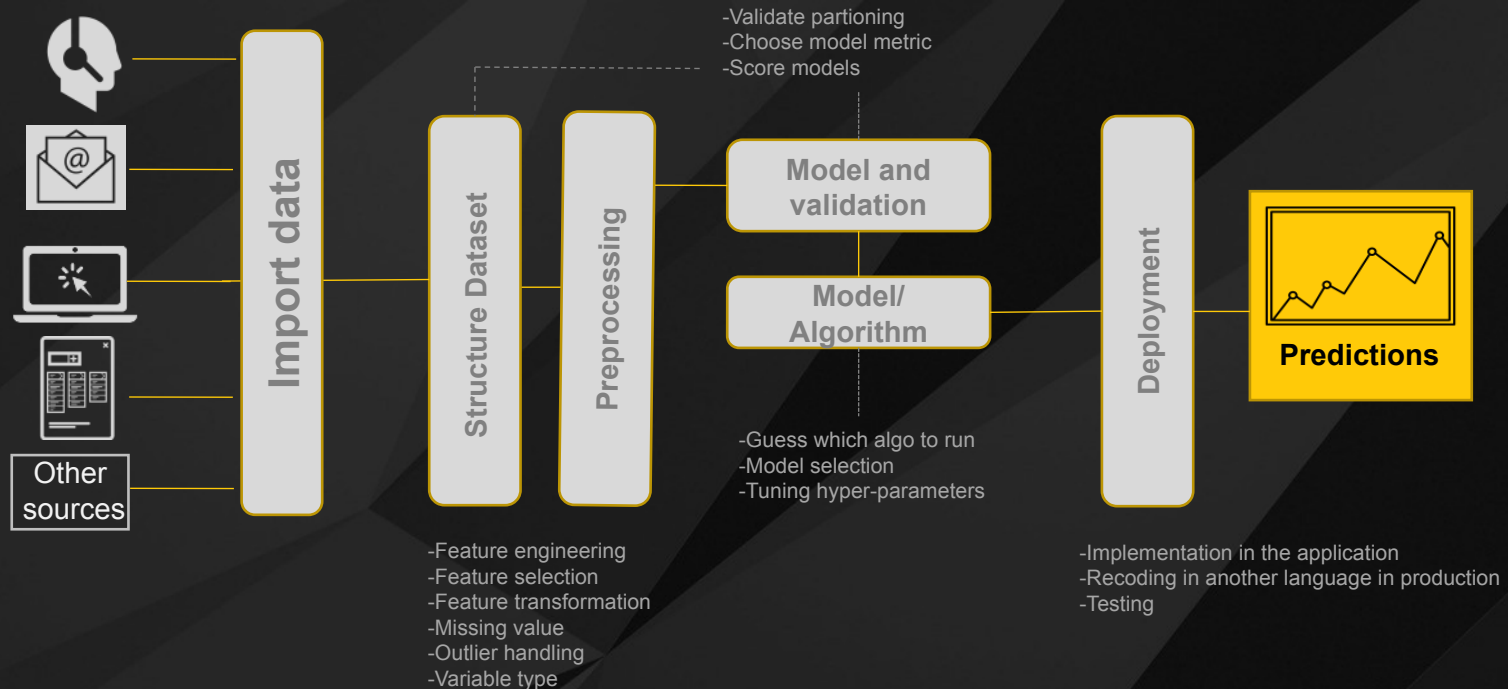 -Validate partioning
-Choose model metric
-Score models
@
Other
sources
Import data
Structure Dataset
Preprocessing
Model and
validation
Model/
Algorithm
Deployment
Predictions
-Guess which algo to run
-Model selection
-Tuning hyper-parameters
-Feature engineering
-Feature selection
-Feature transformation
-Missing value
-Outlier handling
-Variable type
-Implementation in the application
-Recoding in another language in production
-Testing